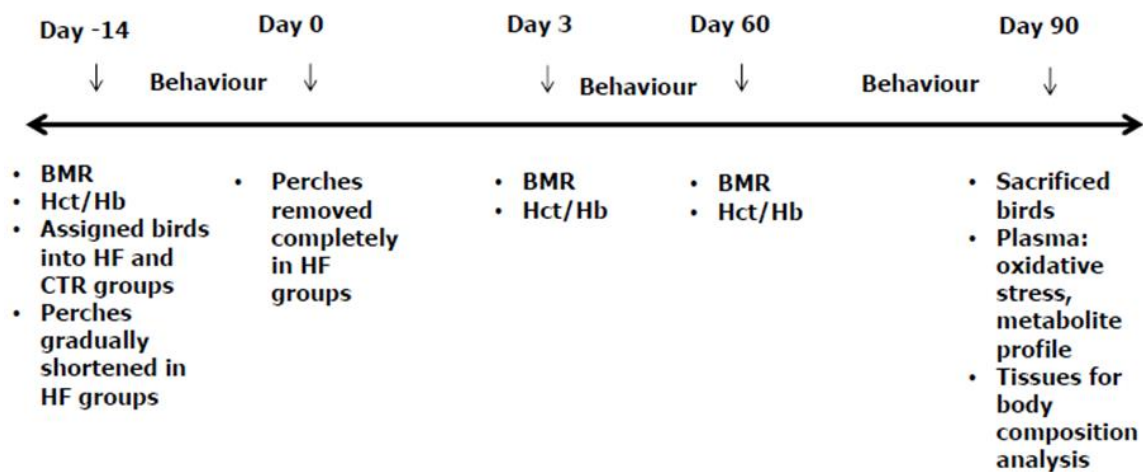 Day -14
Day 0
Day 3
Day 60
Day 90
Behaviour
Behaviour
Behaviour
• BMR
• Hct/Hb
• Assigned birds
into HF and
CTR groups
• Perches
gradually
shortened in
HF groups
• Perches
removed
completely
in HF
groups
• BMR
• Hct/Hb
• BMR
• Hct/Hb
• Sacrificed
birds
• Plasma:
oxidative
stress,
metabolite
profile
• Tissues for
body
composition
analysis